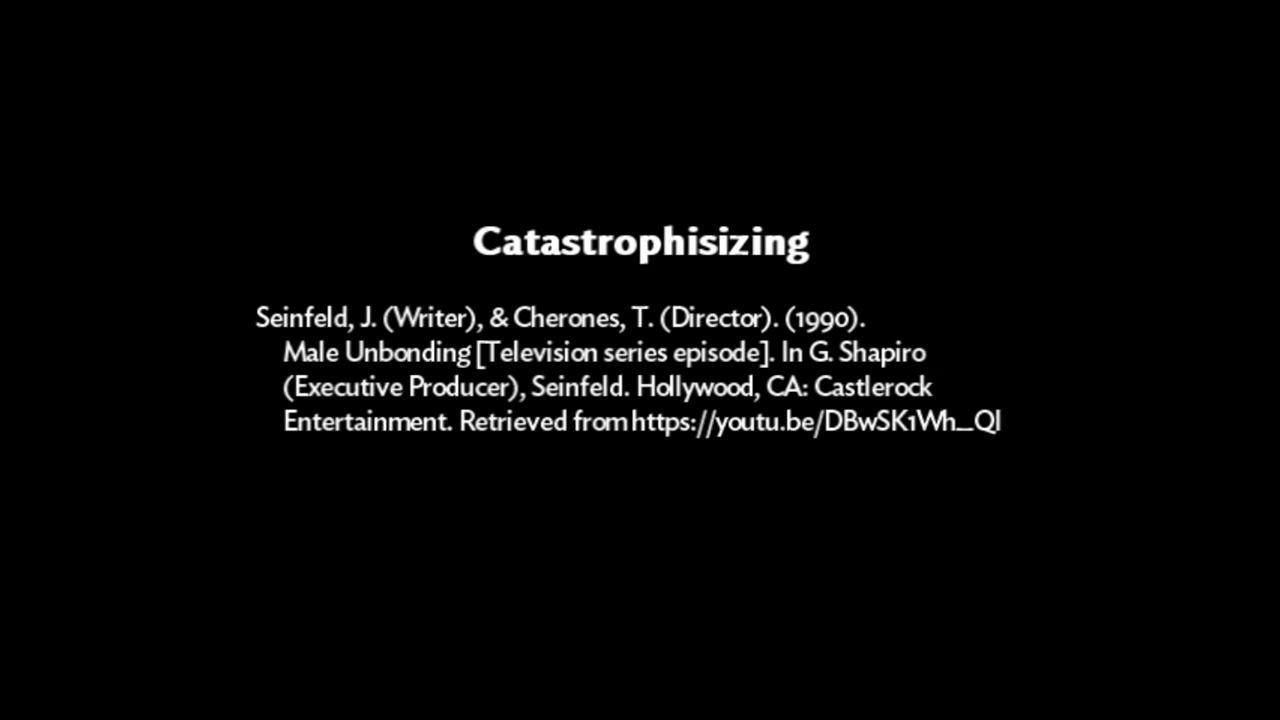 Catastrophisizing
Seinfeld, J. (Writer), & Cherones, T. (Director). (1990).
Male Unbonding [Television series episode]. In G. Shapiro
(Executive Producer), Seinfeld. Hollywood, CA: Castlerock
Entertainment. Retrieved from https://youtu.be/DBwSK1Wh_QI